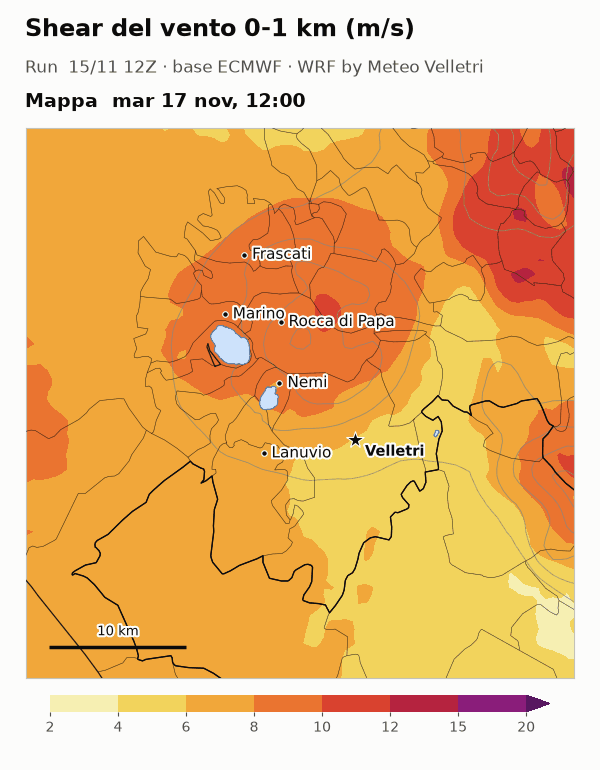 Shear del vento 0-1 km (m/s)
Run  15/11 12Z · base ECMWF · WRF by Meteo Velletri
Mappa  mar 17 nov, 12:00
Frascati
Marino
Rocca di Papa
Nemi
Velletri
Lanuvio
10 km
2 4 6 8 10 12 15 20